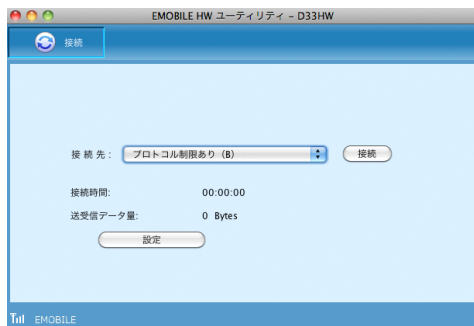 EMOBILE HW ユーティリティ – D33HW
接続
接 続 先： プロトコル制限あり（B） 接続
接続時間: 00:00:00
送受信データ量: 0 Bytes
設定
EMOBILE